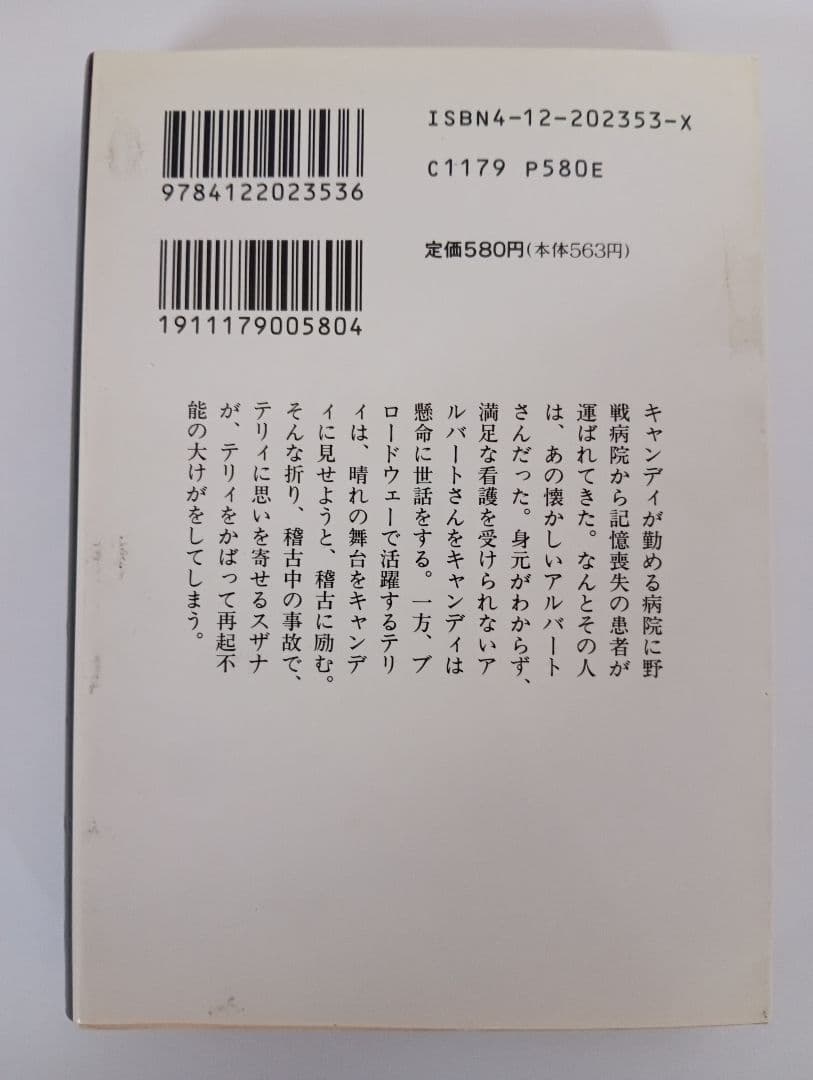 ISBN4-12-202353-X
C1179 P580E
9784122023536
定価580円(本体563円)
1911179005804
キャンディが勤める病院に野
戦病院から記憶喪失の患者が
運ばれてきた。なんとその人
は、あの懐かしいアルバート
さんだった。身元がわからず、
満足な看護を受けられないア
ルバートさんをキャンディは
懸命に世話をする。一方、ブ
ロードウェーで活躍するテリ
ィは、晴れの舞台をキャンデ
ィに見せようと、稽古に励む。
そんな折り、稽古中の事故で、
テリィに思いを寄せるスザナ
が、テリィをかばって再起不
能の大けがをしてしまう。